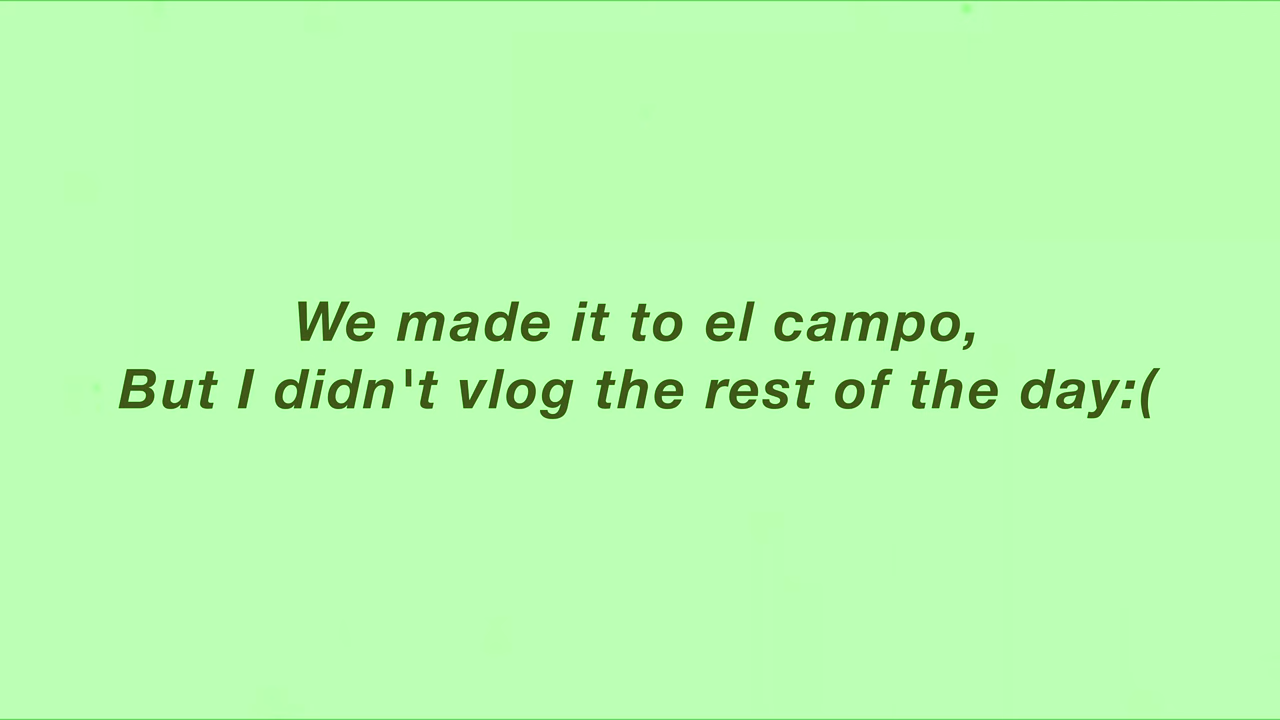 We made it to el campo,
But I didn't vlog the rest of the day:(